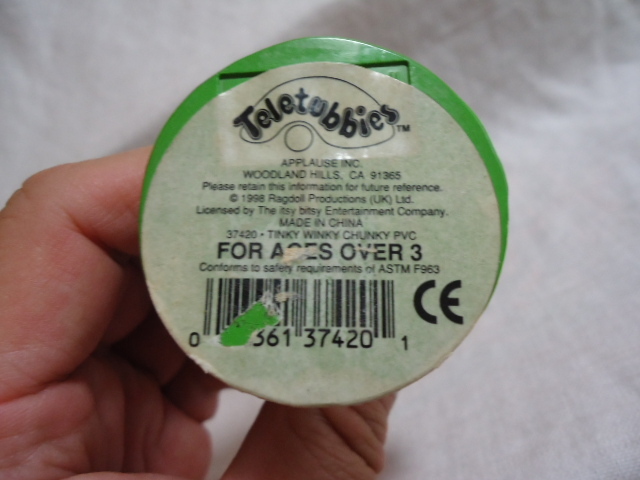 Teletubbies™
APPLAUSE INC.
WOODLAND HILLS, CA 91365
Please retain this information for future reference.
© 1998 Ragdoll Productions (UK) Ltd.
Licensed by The itsy bitsy Entertainment Company.
MADE IN CHINA
37420 • TINKY WINKY CHUNKY PVC
FOR AGES OVER 3
Conforms to safety requirements of ASTM F963
CE
0 361 37420 1